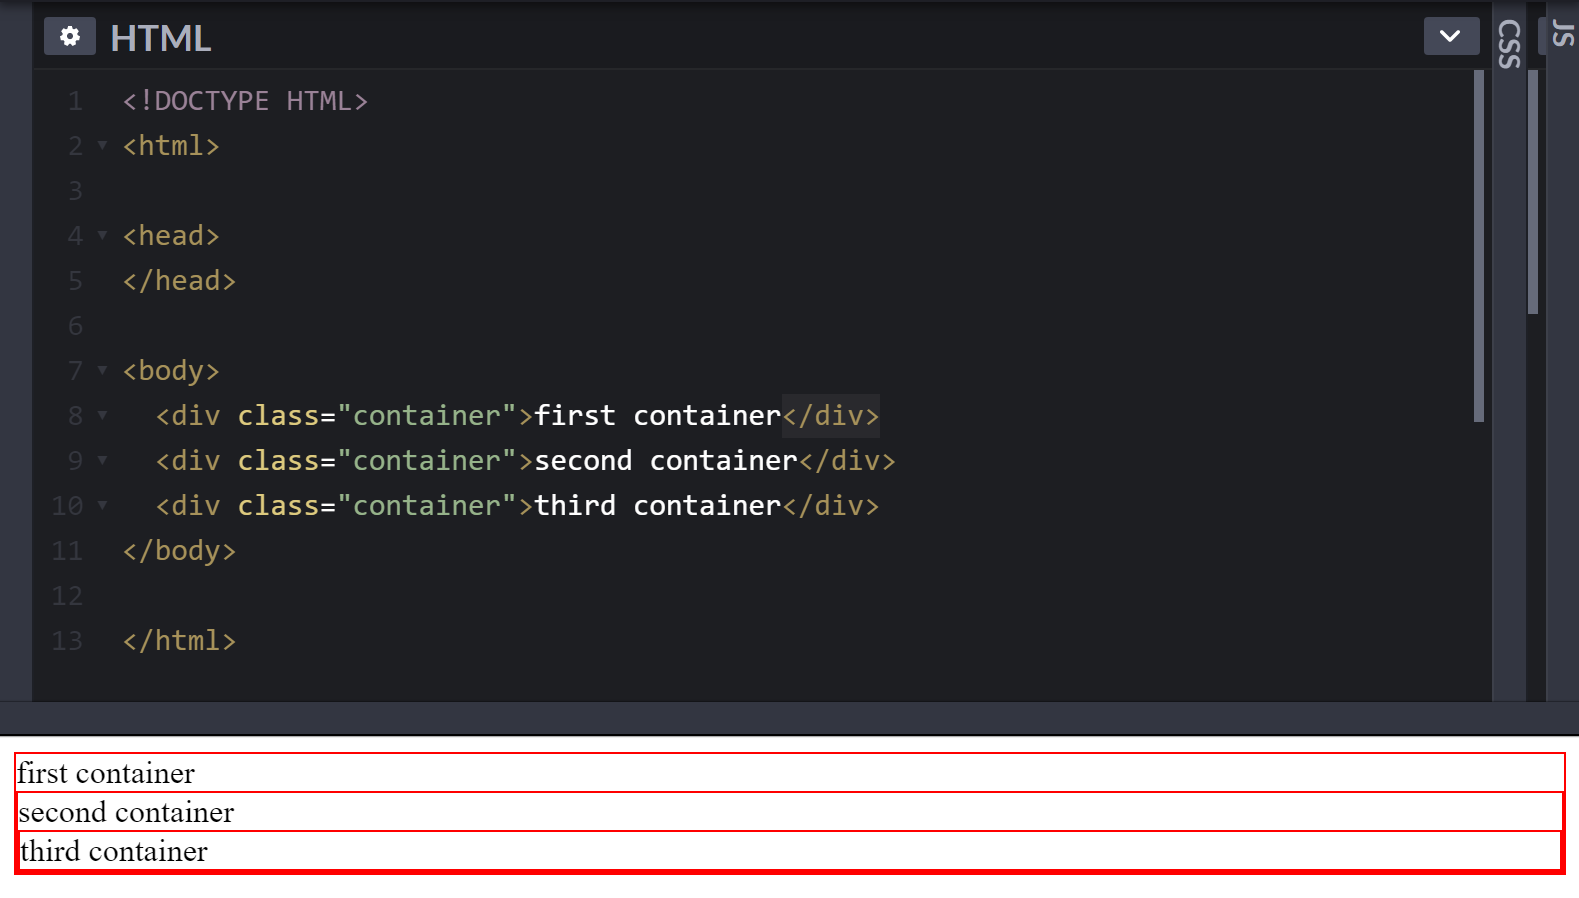 HTML
CSS
JS
1 <!DOCTYPE HTML>
2 <html>
3
4 <head>
5 </head>
6
7 <body>
8 <div class="container">first container</div>
9 <div class="container">second container</div>
10 <div class="container">third container</div>
11 </body>
12
13 </html>
first container
second container
third container